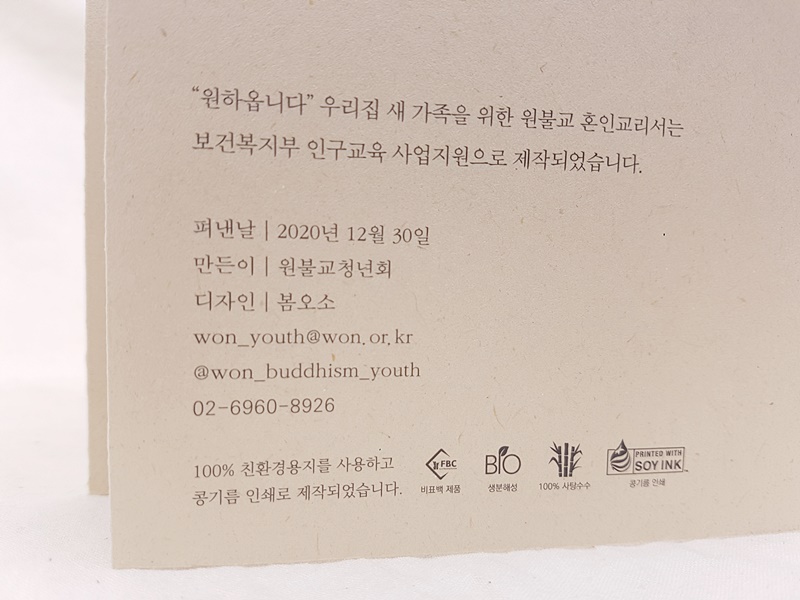 “원하옵니다” 우리집 새 가족을 위한 원불교 혼인교리서는
보건복지부 인구교육 사업지원으로 제작되었습니다.
펴낸날 | 2020년 12월 30일
만든이 | 원불교청년회
디자인 | 봄오소
won_youth@won.or.kr
@won_buddhism_youth
02-6960-8926
100% 친환경용지를 사용하고
콩기름 인쇄로 제작되었습니다.
FBC
비표백 제품
BIO
생분해성
100% 사탕수수
PRINTED WITH
SOY INK
콩기름 인쇄